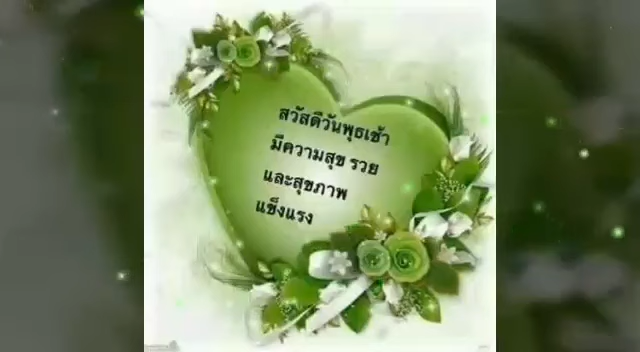 สวัสดีวันพุธเช้า
มีความสุข รวย
และสุขภาพ
แข็งแรง